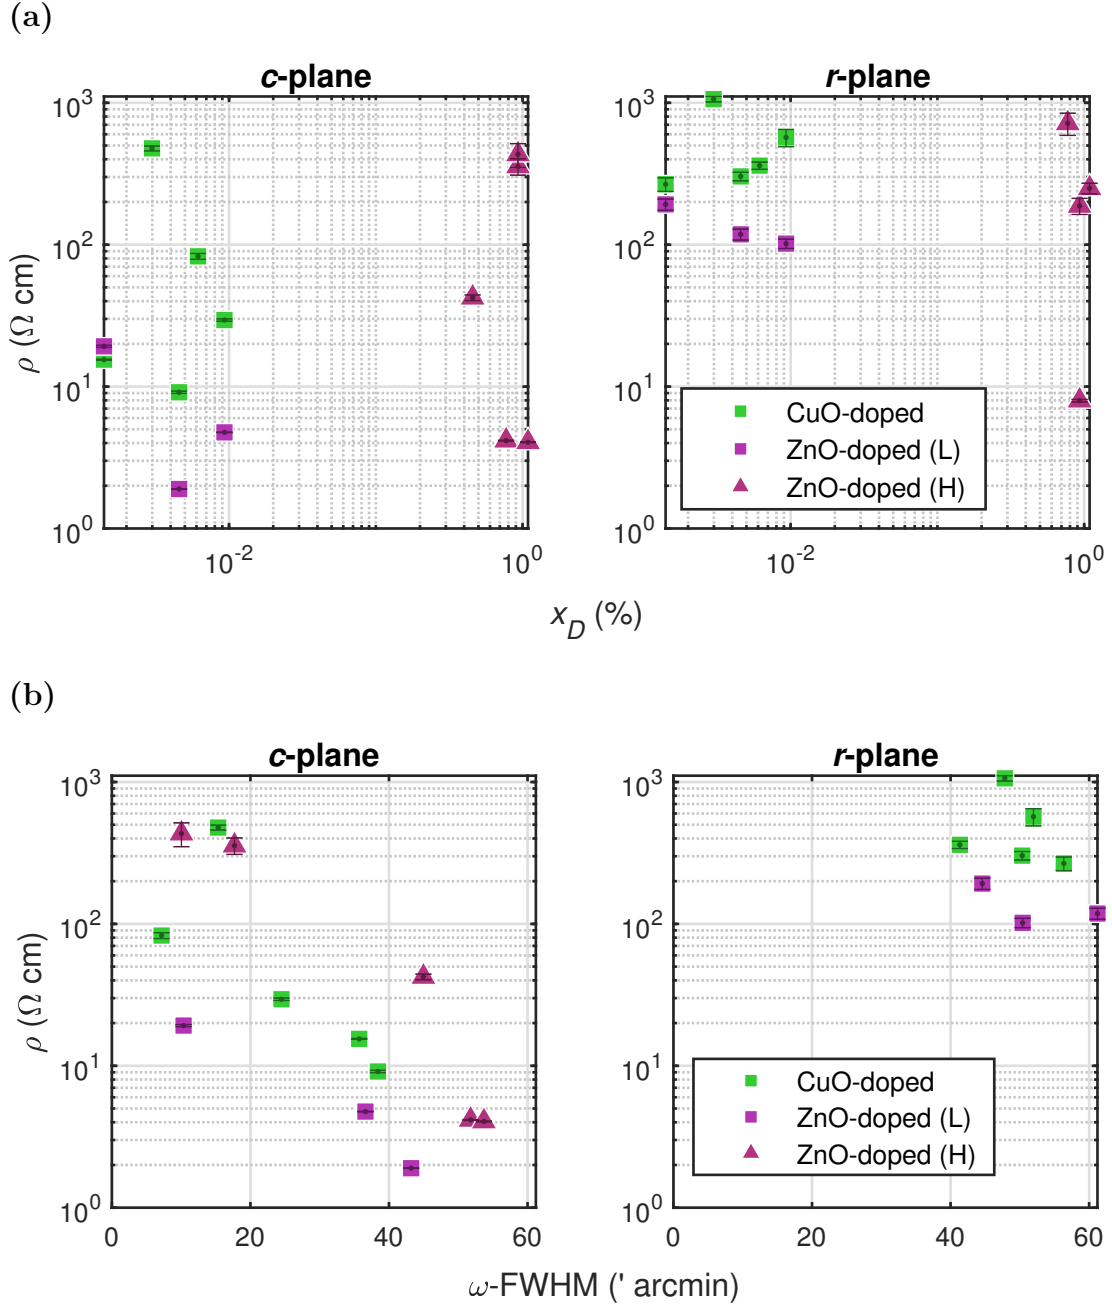 (a)
c-plane
r-plane
10^3
10^2
10^1
10^0
ρ (Ω cm)
10^-2
10^0
10^3
10^2
10^1
10^0
10^-2
10^0
CuO-doped
ZnO-doped (L)
ZnO-doped (H)
x_D (%)
(b)
c-plane
r-plane
10^3
10^2
10^1
10^0
ρ (Ω cm)
0 20 40 60
10^3
10^2
10^1
10^0
0 20 40 60
CuO-doped
ZnO-doped (L)
ZnO-doped (H)
ω-FWHM (' arcmin)